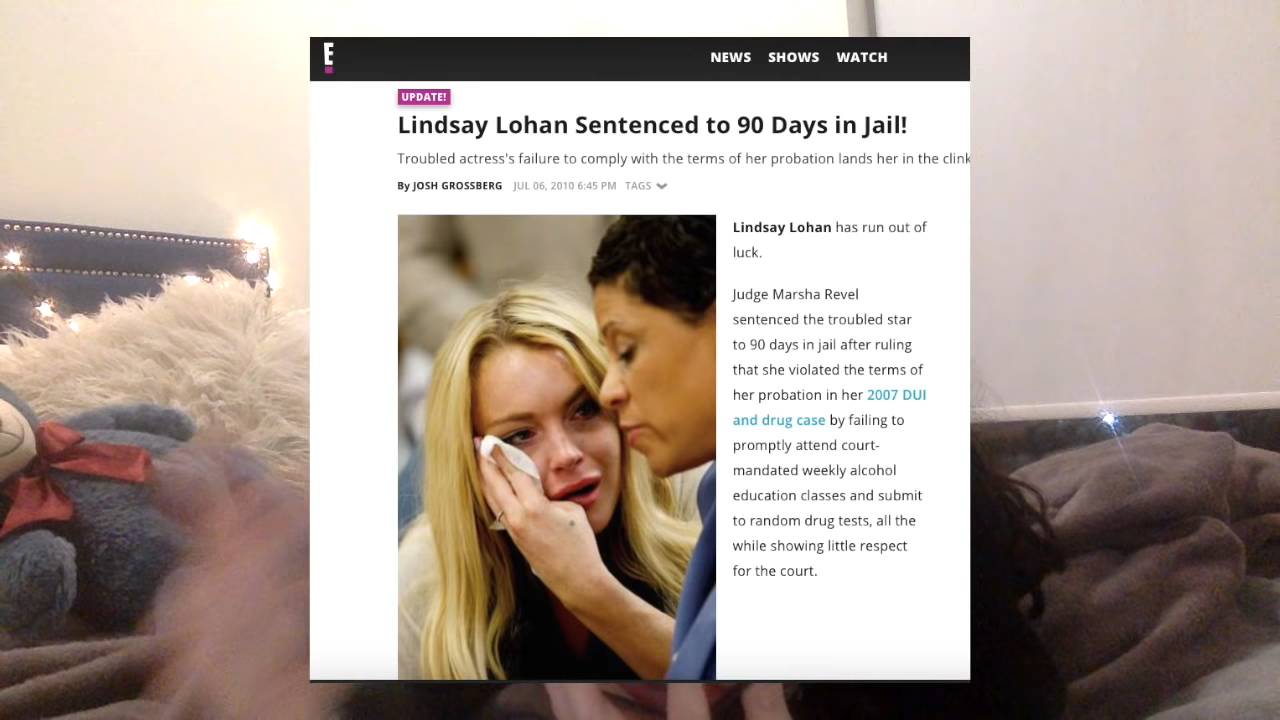 E
NEWS SHOWS WATCH
UPDATE!
Lindsay Lohan Sentenced to 90 Days in Jail!
Troubled actress's failure to comply with the terms of her probation lands her in the clink
By JOSH GROSSBERG JUL 06, 2010 6:45 PM TAGS
Lindsay Lohan has run out of
luck.
Judge Marsha Revel
sentenced the troubled star
to 90 days in jail after ruling
that she violated the terms of
her probation in her 2007 DUI
and drug case by failing to
promptly attend court-
mandated weekly alcohol
education classes and submit
to random drug tests, all the
while showing little respect
for the court.